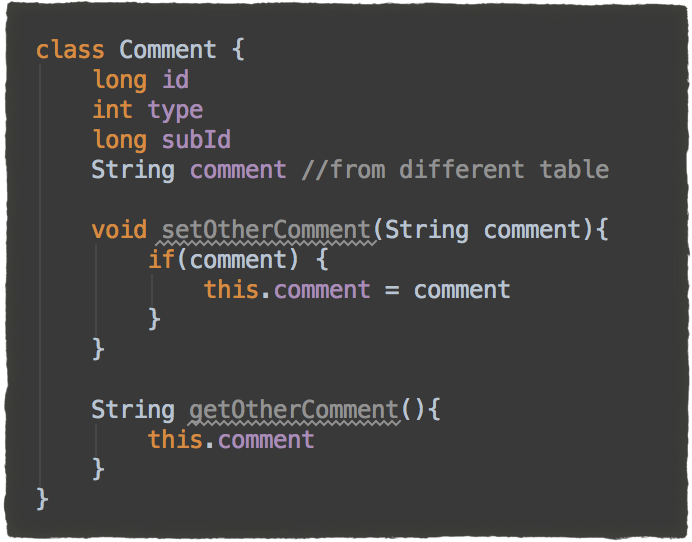 class Comment {
    long id
    int type
    long subId
    String comment //from different table

    void setOtherComment(String comment){
        if(comment) {
            this.comment = comment
        }
    }

    String getOtherComment(){
        this.comment
    }
}